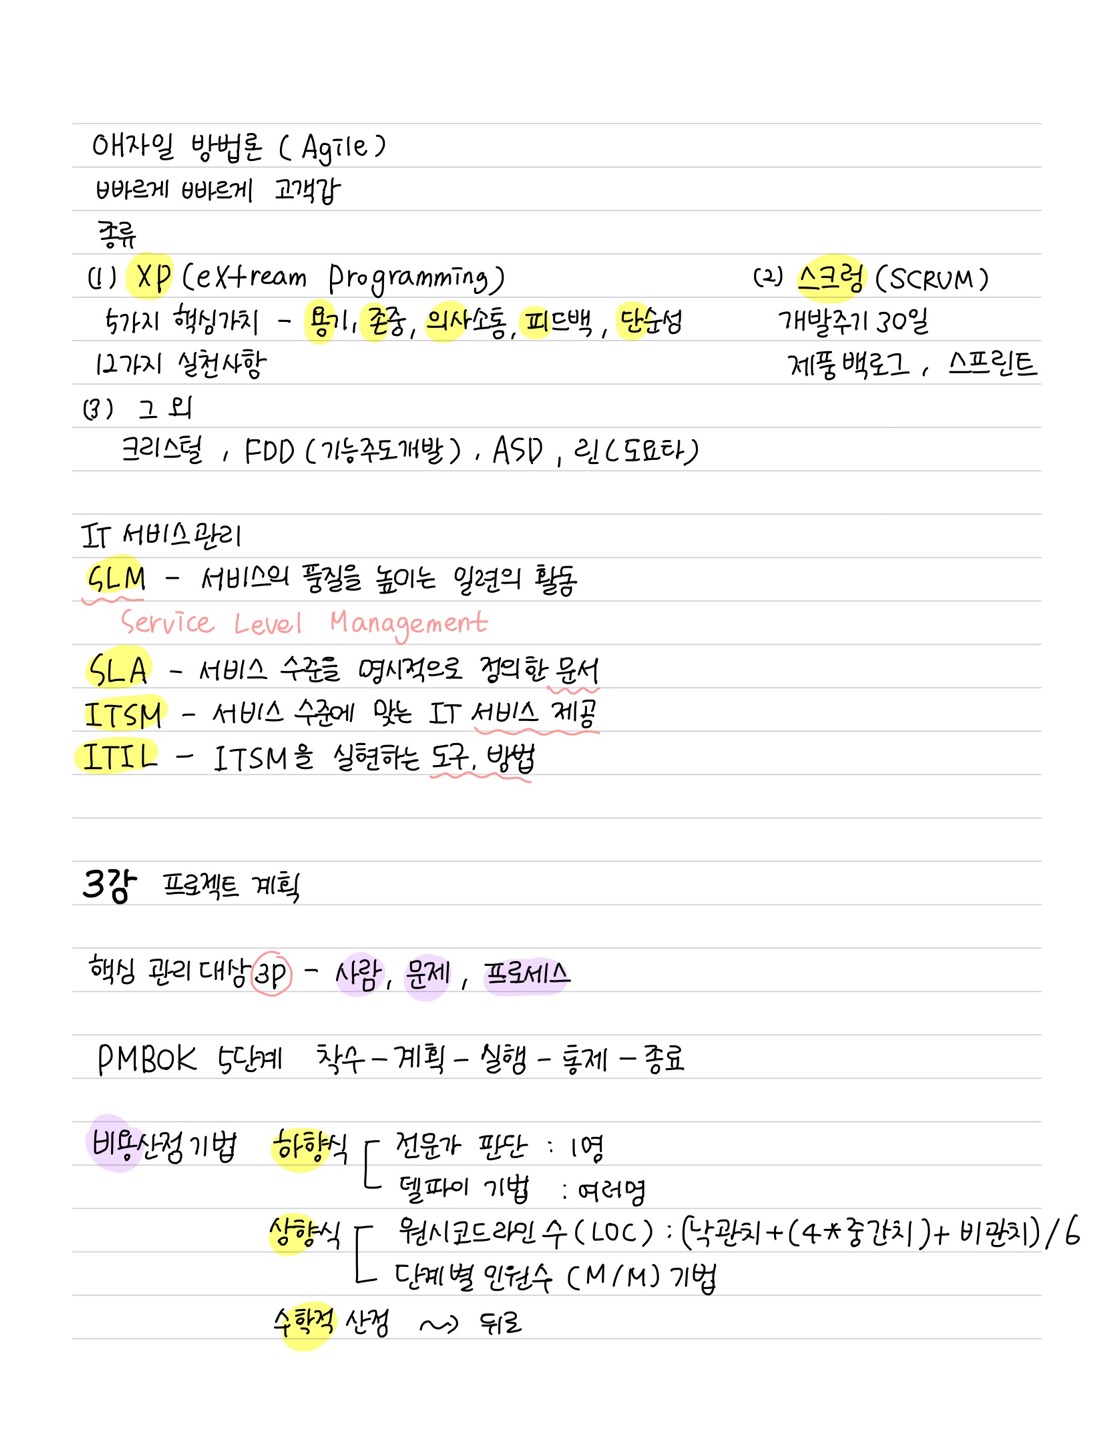 애자일 방법론 (Agile)
빠르게 빠르게 고객갑
종류
(1) XP (eXtream Programming)
5가지 핵심가치 - 용기, 존중, 의사소통, 피드백, 단순성
12가지 실천사항
(2) 스크럼 (SCRUM)
개발주기 30일
제품백로그, 스프린트
(3) 그 외
크리스털, FDD (기능주도개발), ASD, 린(도요타)
IT 서비스관리
SLM - 서비스의 품질을 높이는 일련의 활동
Service Level Management
SLA - 서비스 수준을 명시적으로 정의한 문서
ITSM - 서비스 수준에 맞는 IT 서비스 제공
ITIL - ITSM을 실현하는 도구, 방법
3강 프로젝트 계획
핵심 관리 대상 3P - 사람, 문제, 프로세스
PMBOK 5단계 착수-계획-실행-통제-종료
비용산정기법 하향식 전문가 판단 : 1명
델파이 기법 : 여러명
상향식 원시코드라인 수 (LOC) : (낙관치+(4*중간치)+비관치)/6
단계별 인원수 (M/M) 기법
수학적 산정 ~> 뒤로